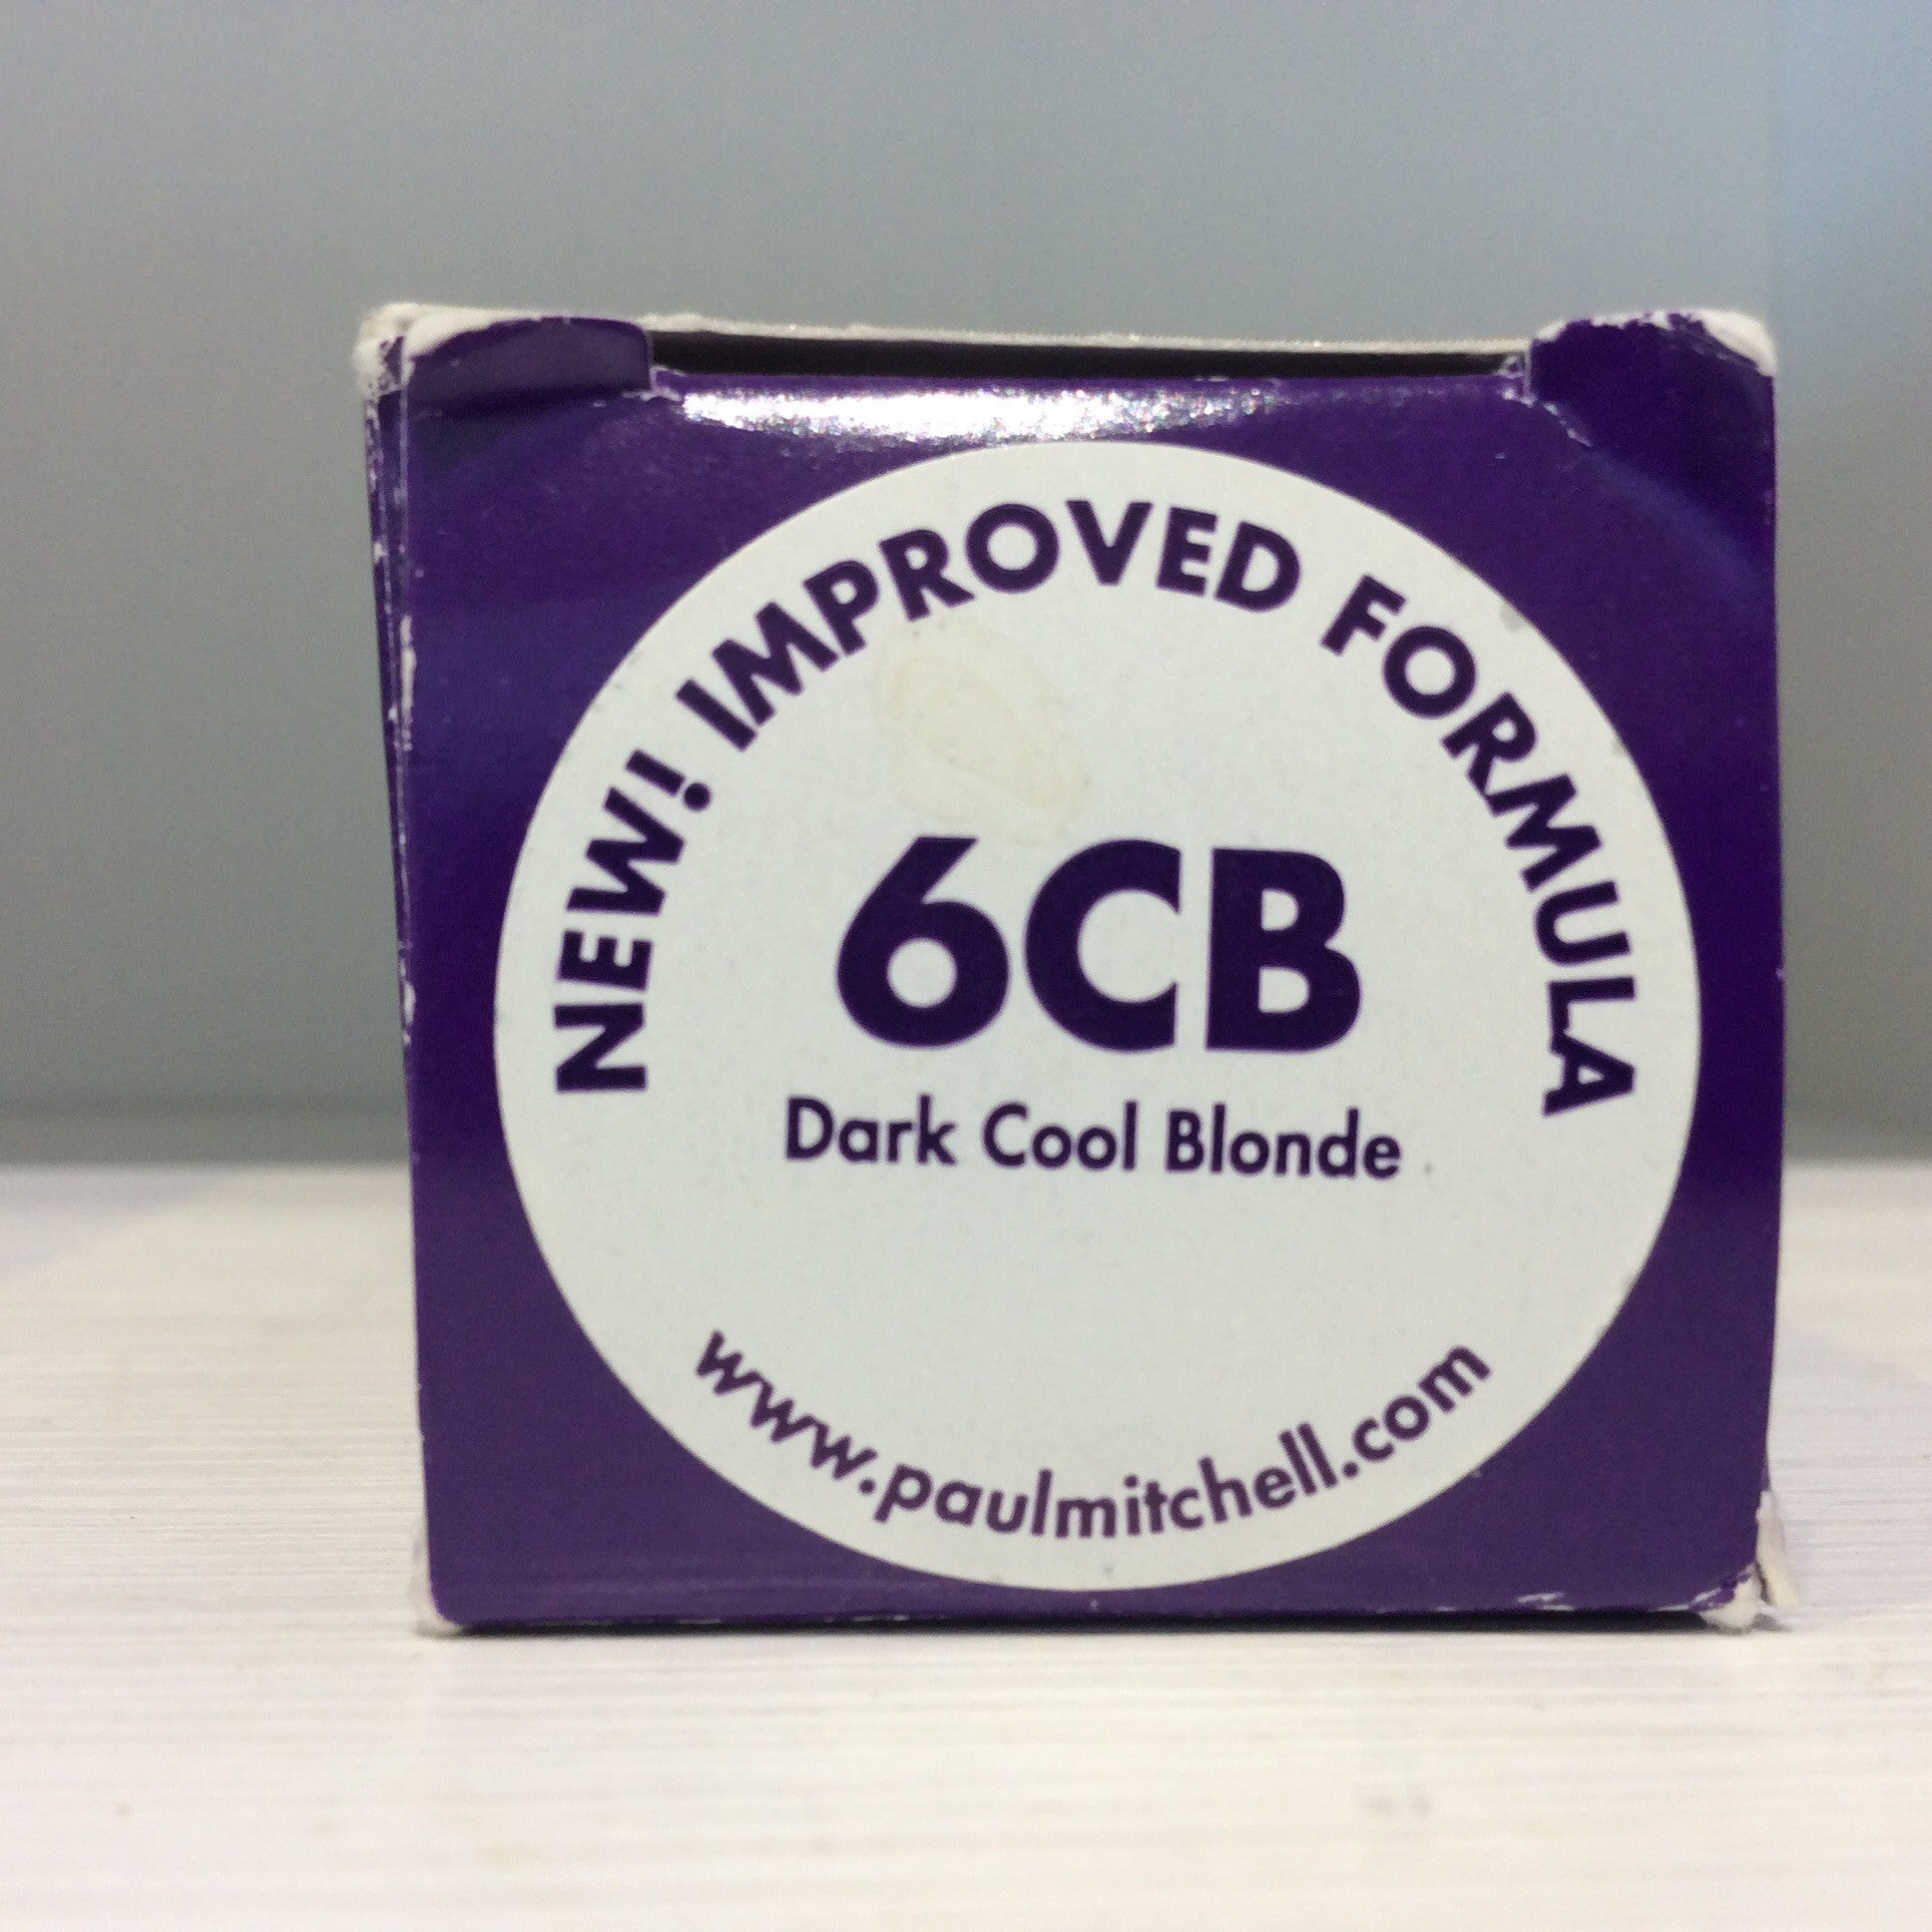 NEW! IMPROVED FORMULA
6CB
Dark Cool Blonde
www.paulmitchell.com